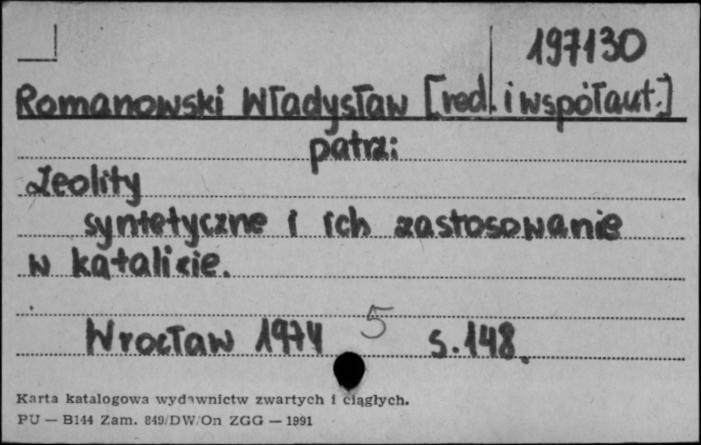 197130
Romanowski Władysław [red. i współaut.]
patrz:
Zeolity
syntetyczne i ich zastosowanie
w katalizie.
Wrocław 1974 5 s. 148.
Karta katalogowa wydawnictw zwartych i ciągłych.
PU — B144 Zam. 849/DW/On ZGG — 1991